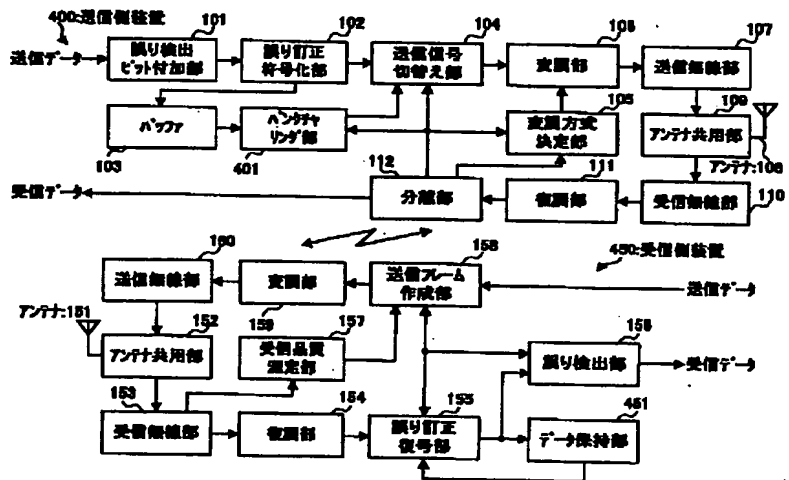 400:送信側装置
101
102
104
106
107
送信データ
誤り検出
ビット付加部
誤り訂正
符号化部
送信信号
切替え部
変調部
送信無線部
バッファ
パンクチャ
リング部
変調方式
決定部
105
109
アンテナ共用部
103
401
112
111
アンテナ:108
受信データ
分離部
復調部
受信無線部
110
160
158
450:受信側装置
送信無線部
変調部
送信フレーム
作成部
送信データ
アンテナ:151
152
159
157
156
アンテナ共用部
受信品質
測定部
誤り検出部
受信データ
153
154
155
451
受信無線部
復調部
誤り訂正
復号部
データ保持部